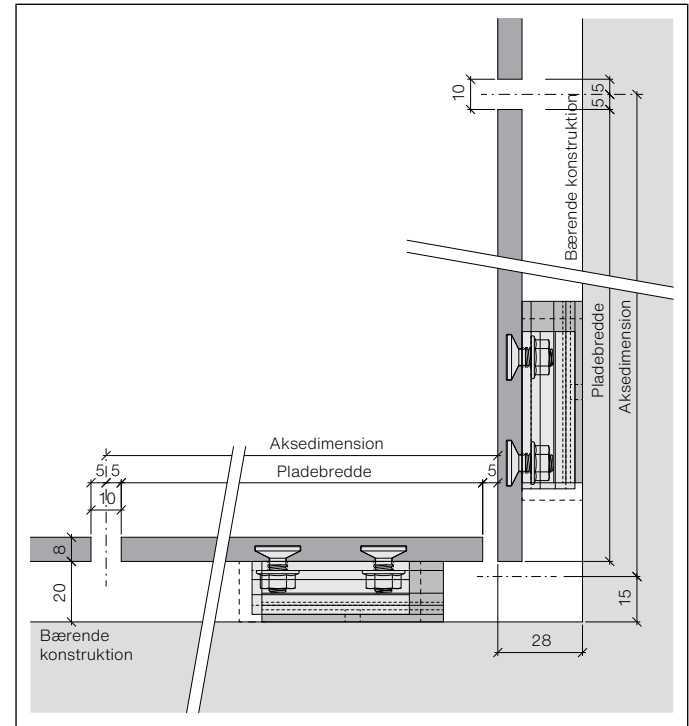 10
5
5
Bærende konstruktion
Pladebredde
Aksedimension
Aksedimension
5
5
Pladebredde
5
10
8
20
15
28
Bærende
konstruktion